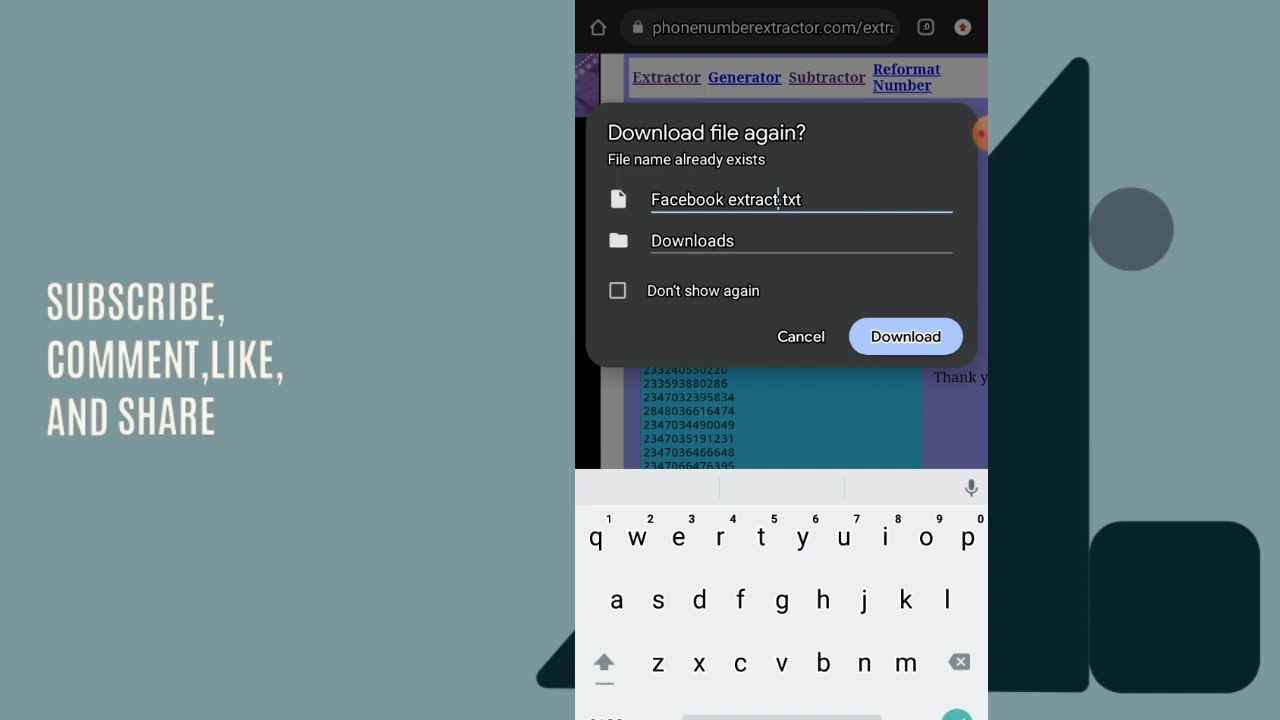 SUBSCRIBE,
COMMENT,LIKE,
AND SHARE
phonenumberextractor.com/extra
:D
Extractor Generator Subtractor Reformat
Number
Download file again?
File name already exists
Facebook extract.txt
Downloads
Don't show again
Cancel Download
233240550220
Thank y
233593880286
2347032395834
2848036616474
2347034490049
2347035191231
2347036466648
2347066476395
1 2 3 4 5 6 7 8 9 0
q w e r t y u i o p
a s d f g h j k l
z x c v b n m